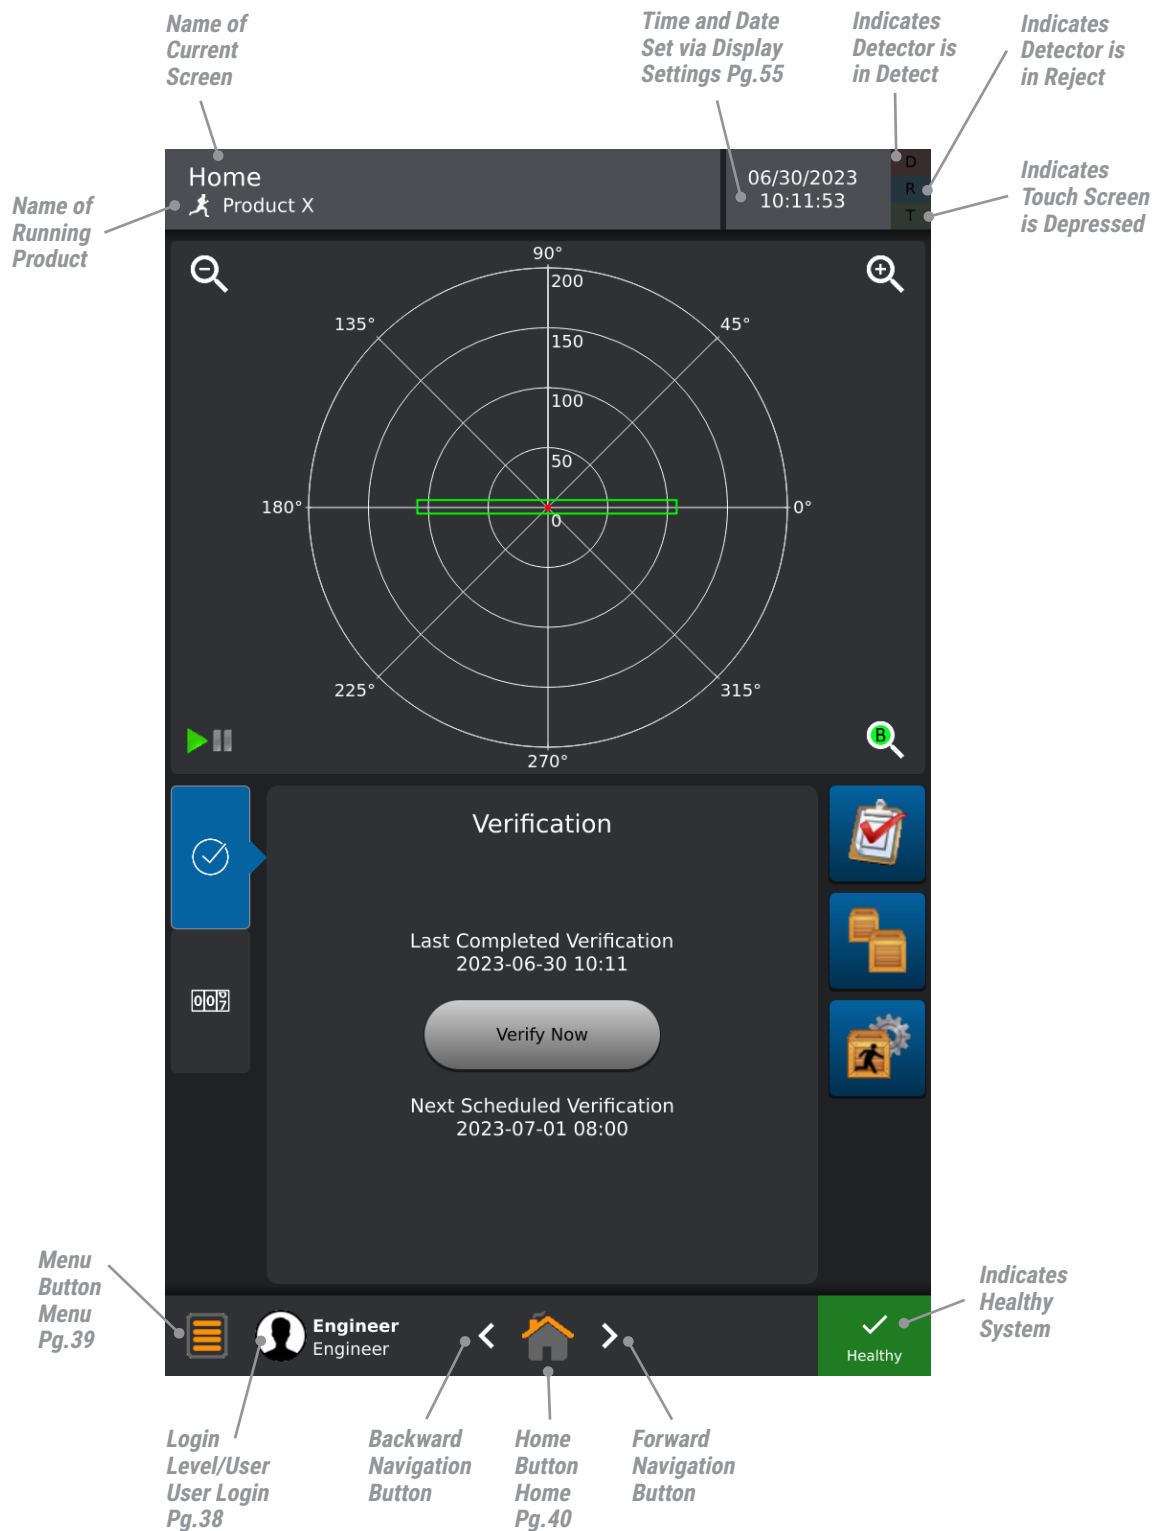 Name of
Current
Screen
Time and Date
Set via Display
Settings Pg.55
Indicates
Detector is
in Detect
Indicates
Detector is
in Reject
Indicates
Touch Screen
is Depressed
Name of
Running
Product
Home
Product X
06/30/2023
10:11:53
D
R
T
90°
200
135°
45°
150
100
50
180°
0°
0
225°
315°
B
270°
Verification
Last Completed Verification
2023-06-30 10:11
007
Verify Now
Next Scheduled Verification
2023-07-01 08:00
Menu
Button
Menu
Pg.39
Indicates
Healthy
System
Engineer
Engineer
Healthy
Login
Level/User
User Login
Pg.38
Backward
Navigation
Button
Home
Button
Home
Pg.40
Forward
Navigation
Button